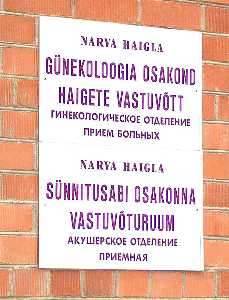 NARVA HAIGLA
GÜNEKOLOOGIA OSAKOND
HAIGETE VASTUVÕTT
ГИНЕКОЛОГИЧЕСКОЕ ОТДЕЛЕНИЕ
ПРИЕМ БОЛЬНЫХ
NARVA HAIGLA
SÜNNITUSABI OSAKONNA
VASTUVÕTURUUM
АКУШЕРСКОЕ ОТДЕЛЕНИЕ
ПРИЕМНАЯ